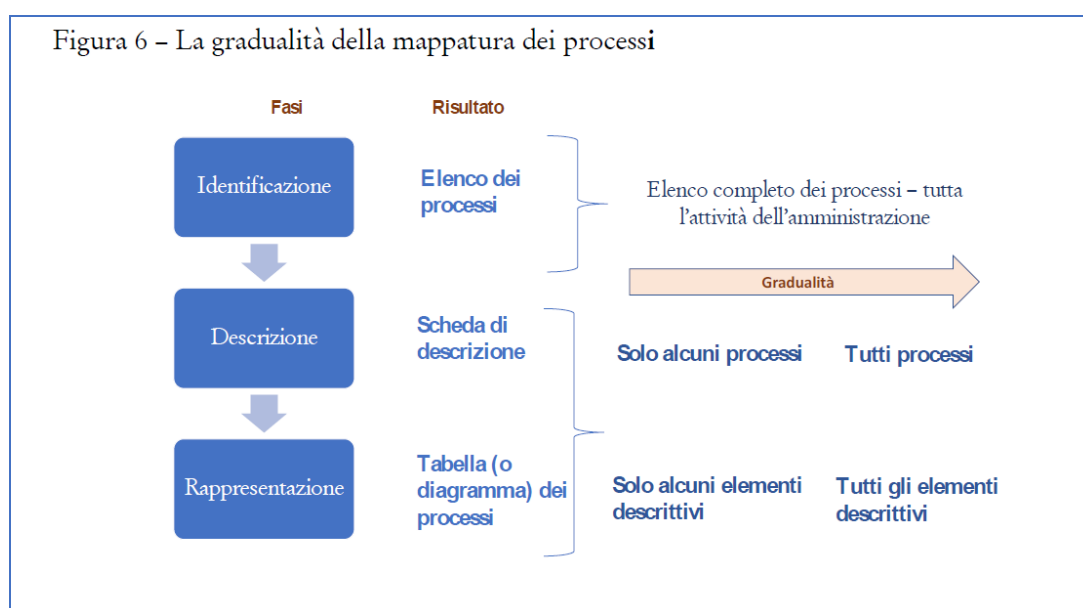 Figura 6 – La gradualità della mappatura dei processi
Fasi
Risultato
Identificazione
Elenco dei
processi
Elenco completo dei processi – tutta
l'attività dell'amministrazione
Gradualità
Descrizione
Scheda di
descrizione
Solo alcuni processi
Tutti processi
Rappresentazione
Tabella (o
diagramma) dei
processi
Solo alcuni elementi
descrittivi
Tutti gli elementi
descrittivi